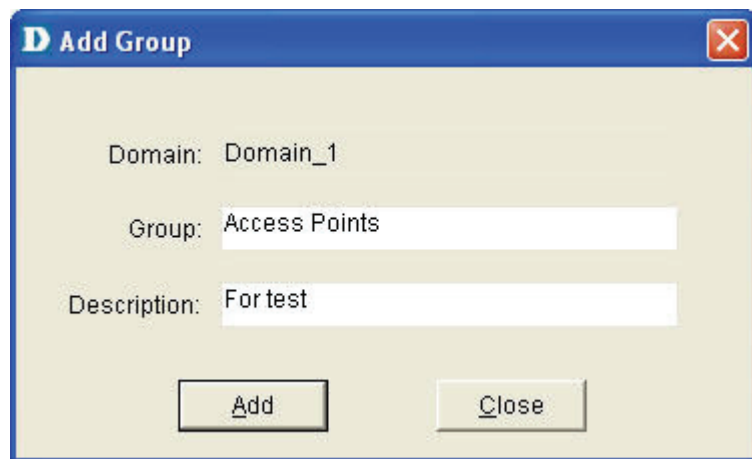 D Add Group
Domain: Domain_1
Group: Access Points
Description: For test
Add Close